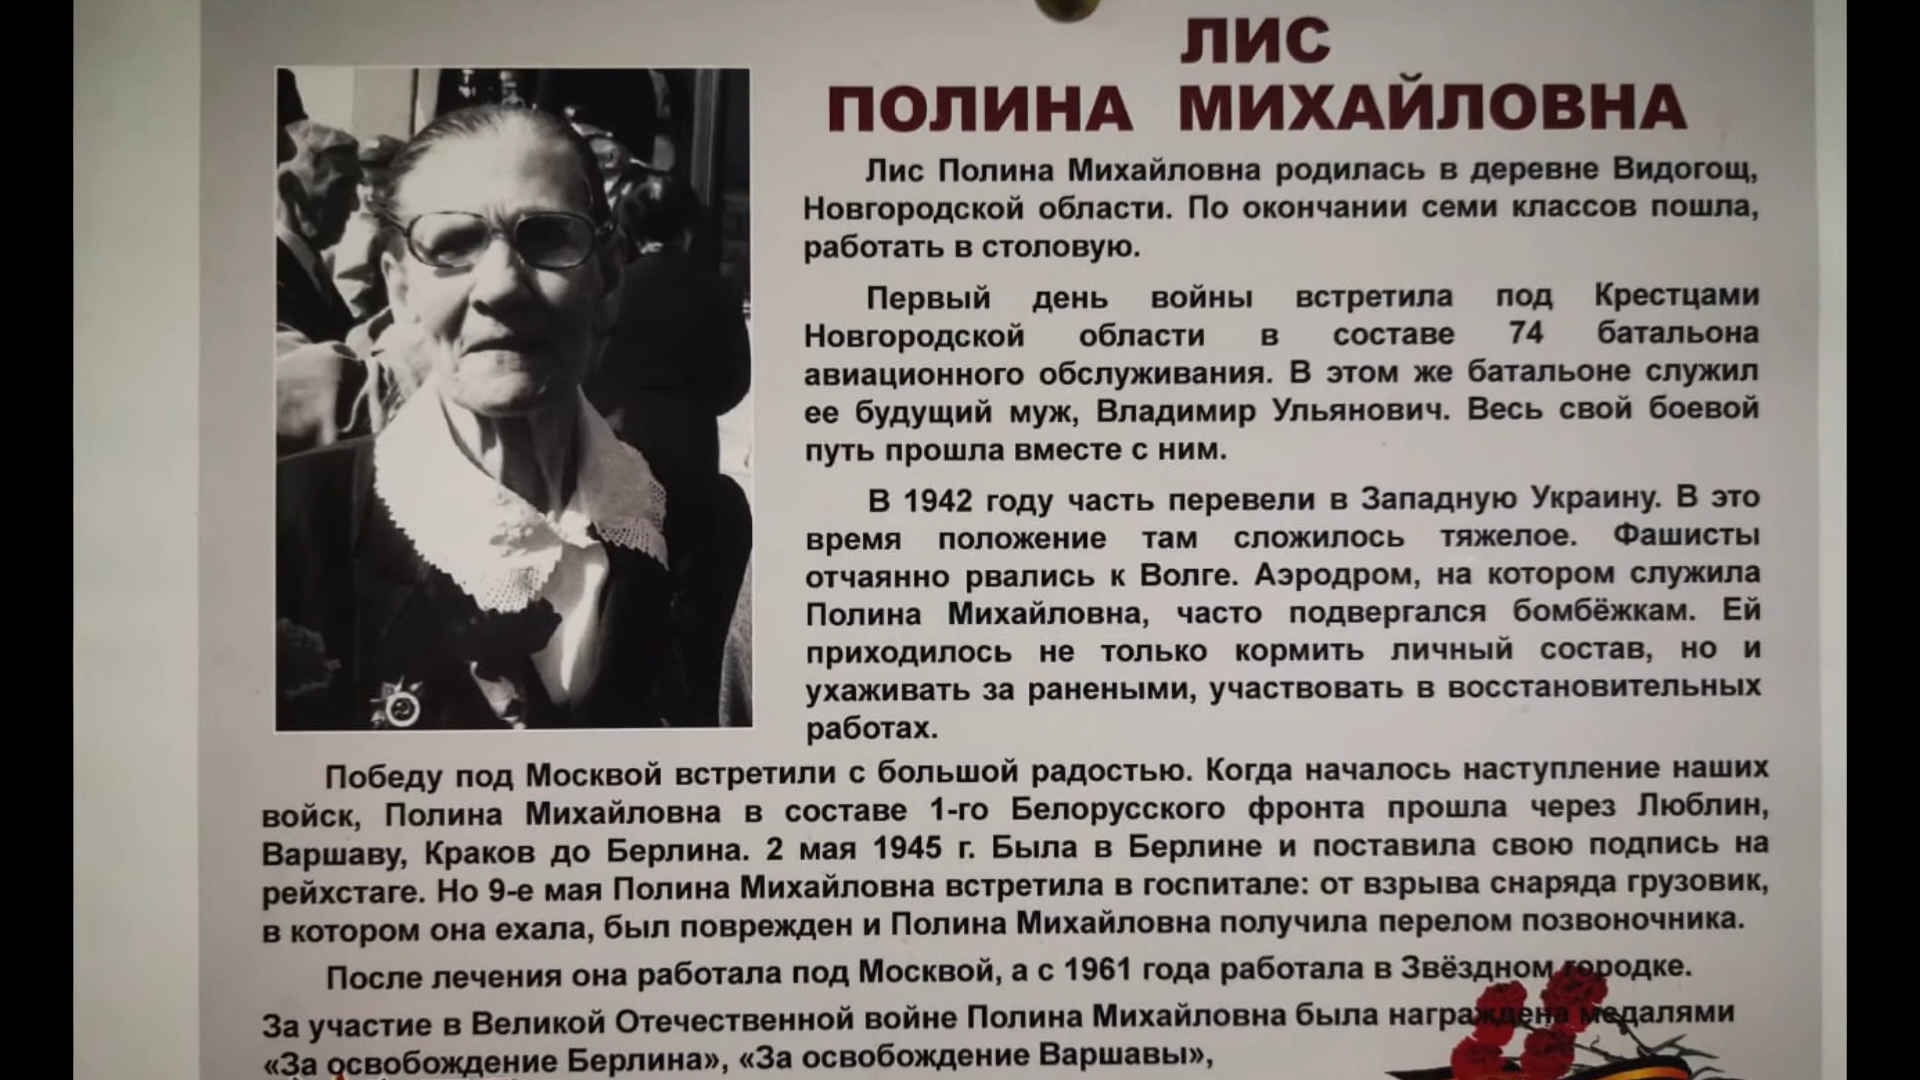 ЛИС
ПОЛИНА МИХАЙЛОВНА
Лис Полина Михайловна родилась в деревне Видогощ,
Новгородской области. По окончании семи классов пошла,
работать в столовую.
Первый день войны встретила под Крестцами
Новгородской области в составе 74 батальона
авиационного обслуживания. В этом же батальоне служил
ее будущий муж, Владимир Ульянович. Весь свой боевой
путь прошла вместе с ним.
В 1942 году часть перевели в Западную Украину. В это
время положение там сложилось тяжелое. Фашисты
отчаянно рвались к Волге. Аэродром, на котором служила
Полина Михайловна, часто подвергался бомбёжкам. Ей
приходилось не только кормить личный состав, но и
ухаживать за ранеными, участвовать в восстановительных
работах.
Победу под Москвой встретили с большой радостью. Когда началось наступление наших
войск, Полина Михайловна в составе 1-го Белорусского фронта прошла через Люблин,
Варшаву, Краков до Берлина. 2 мая 1945 г. Была в Берлине и поставила свою подпись на
рейхстаге. Но 9-е мая Полина Михайловна встретила в госпитале: от взрыва снаряда грузовик,
в котором она ехала, был поврежден и Полина Михайловна получила перелом позвоночника.
После лечения она работала под Москвой, а с 1961 года работала в Звёздном городке.
За участие в Великой Отечественной войне Полина Михайловна была награждена медалями
«За освобождение Берлина», «За освобождение Варшавы»,